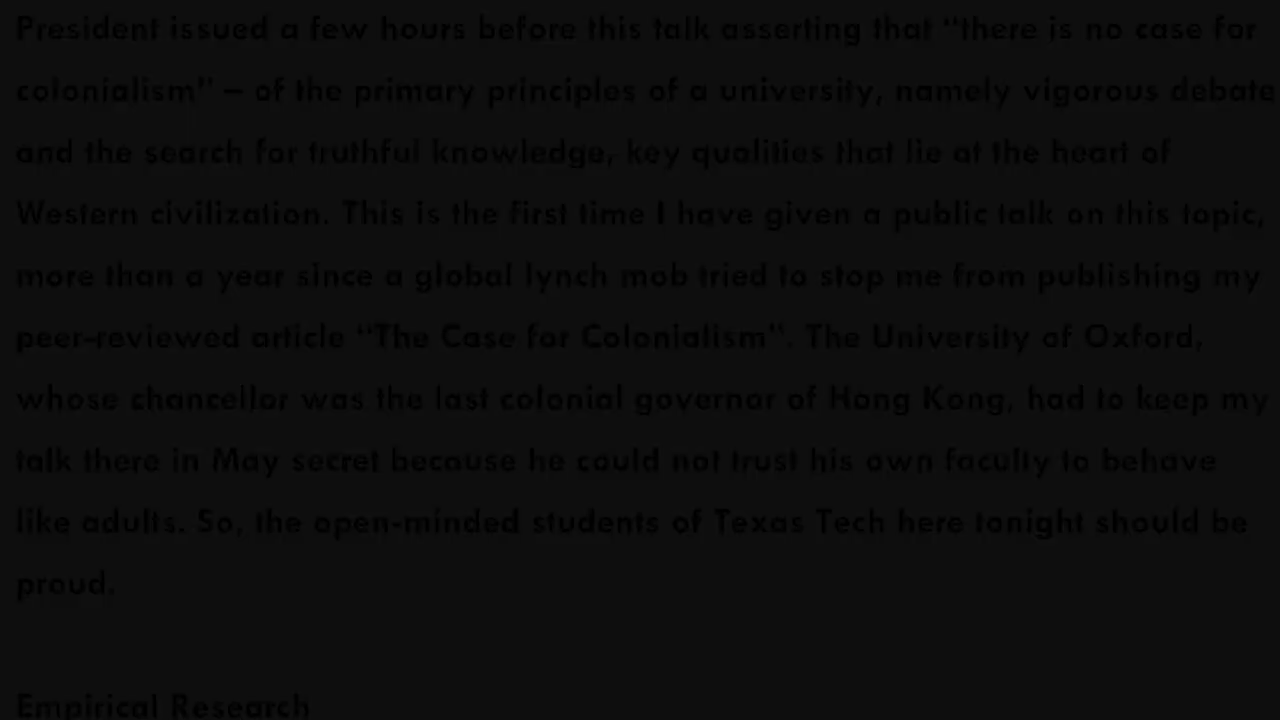 President issued a few hours before this talk asserting that “there is no case for
colonialism” – of the primary principles of a university, namely vigorous debate
and the search for truthful knowledge, key qualities that lie at the heart of
Western civilization. This is the first time I have given a public talk on this topic,
more than a year since a global lynch mob tried to stop me from publishing my
peer-reviewed article “The Case for Colonialism”. The University of Oxford,
whose chancellor was the last colonial governor of Hong Kong, had to keep my
talk there in May secret because he could not trust his own faculty to behave
like adults. So, the open-minded students of Texas Tech here tonight should be
proud.
Empirical Research